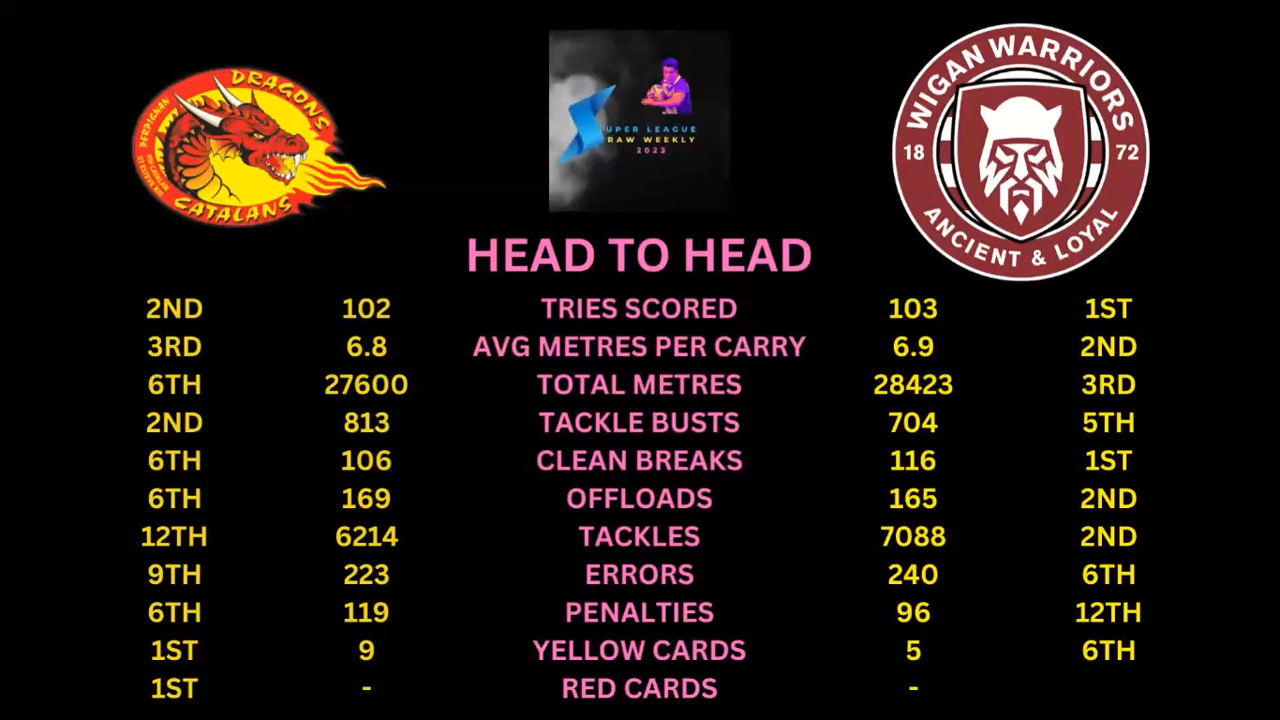 DRAGONS
PERPIGNAN
CATALANS
UPER LEAGUE
RAW WEEKLY
2023
WIGAN WARRIORS
18 72
ANCIENT & LOYAL
HEAD TO HEAD
2ND 102 TRIES SCORED 103 1ST
3RD 6.8 AVG METRES PER CARRY 6.9 2ND
6TH 27600 TOTAL METRES 28423 3RD
2ND 813 TACKLE BUSTS 704 5TH
6TH 106 CLEAN BREAKS 116 1ST
6TH 169 OFFLOADS 165 2ND
12TH 6214 TACKLES 7088 2ND
9TH 223 ERRORS 240 6TH
6TH 119 PENALTIES 96 12TH
1ST 9 YELLOW CARDS 5 6TH
1ST - RED CARDS -